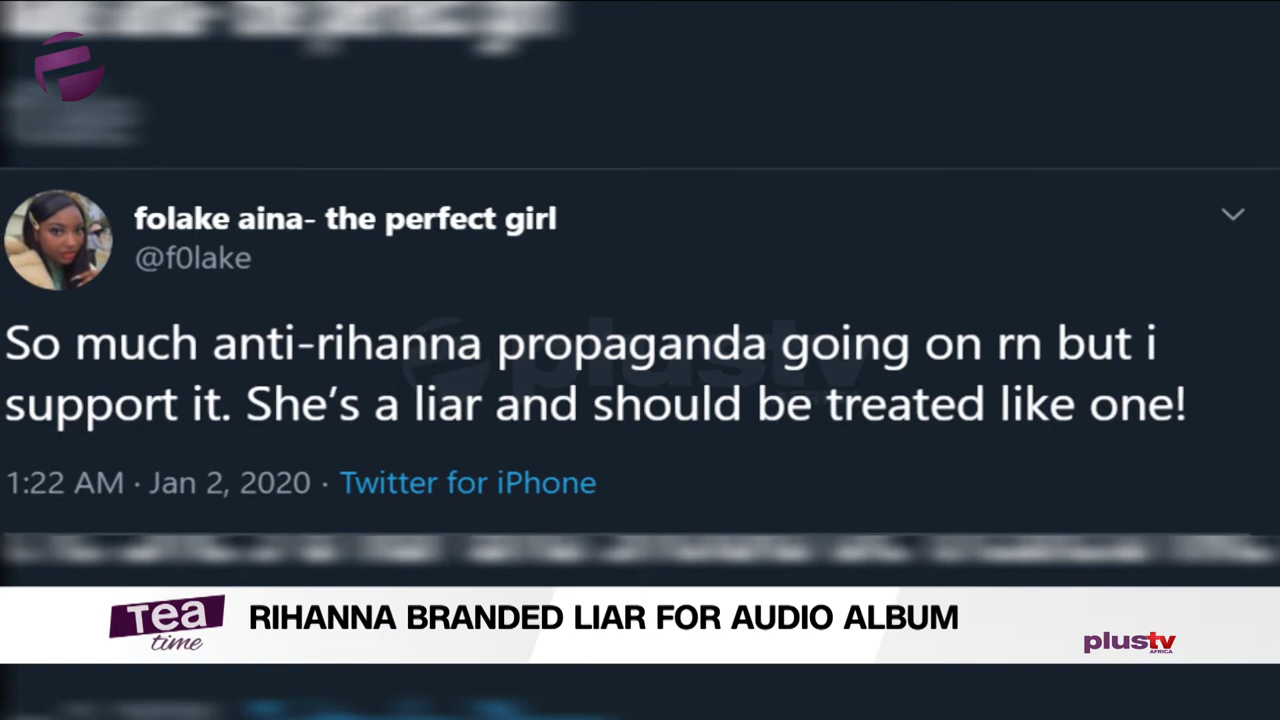 folake aina- the perfect girl
@f0lake
So much anti-rihanna propaganda going on rn but i
support it. She's a liar and should be treated like one!
1:22 AM · Jan 2, 2020 · Twitter for iPhone
plustv
Tea
time
RIHANNA BRANDED LIAR FOR AUDIO ALBUM
plustv
AFRICA